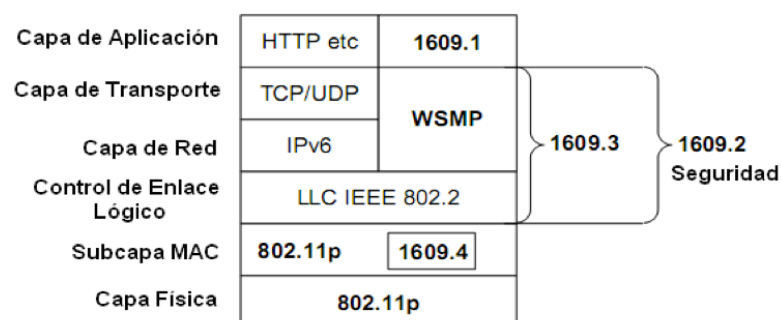 Capa de Aplicación HTTP etc 1609.1
Capa de Transporte TCP/UDP
WSMP
Capa de Red IPv6
1609.3
1609.2
Seguridad
Control de Enlace
Lógico
LLC IEEE 802.2
Subcapa MAC 802.11p 1609.4
Capa Física 802.11p